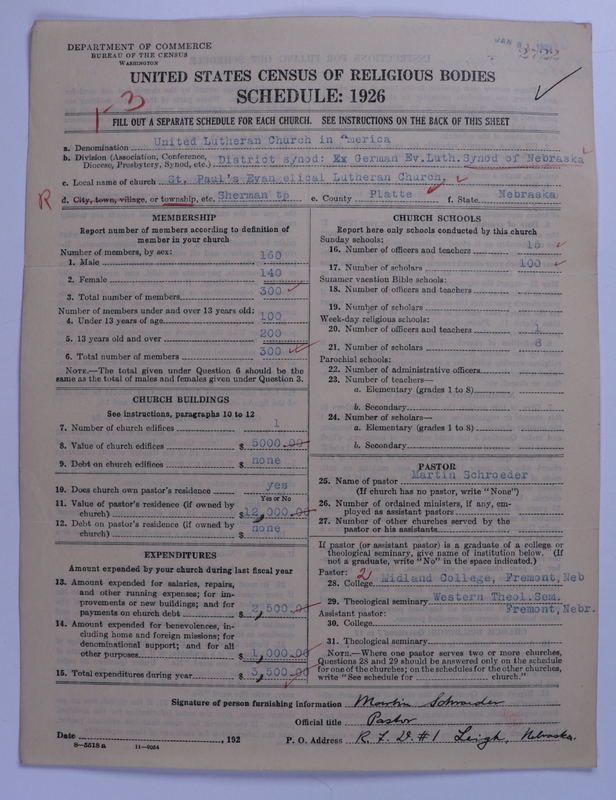 DEPARTMENT OF COMMERCE
BUREAU OF THE CENSUS
WASHINGTON
JAN
2722
UNITED STATES CENSUS OF RELIGIOUS BODIES
SCHEDULE: 1926
1-3
FILL OUT A SEPARATE SCHEDULE FOR EACH CHURCH. SEE INSTRUCTIONS ON THE BACK OF THIS SHEET
a. Denomination United Lutheran Church in America
b. Division (Association, Conference, Diocese, Presbytery, Synod, etc.) District synod: Ex German Ev.Luth.Synod of Nebraska
c. Local name of church St. Paul's Evangelical Lutheran Church,
R d. City, town, village, or township, etc. Sherman tp e. County Platte f. State Nebraska
MEMBERSHIP
Report number of members according to definition of
member in your church
Number of members, by sex:
1. Male 160
2. Female 140
3. Total number of members 300
Number of members under and over 13 years old:
4. Under 13 years of age 100
5. 13 years old and over 200
6. Total number of members 300
NOTE.—The total given under Question 6 should be
same as the total of males and females given under Question 3.
CHURCH BUILDINGS
See instructions, paragraphs 10 to 12
7. Number of church edifices 1
8. Value of church edifices $ 5000.00
9. Debt on church edifices $ none
10. Does church own pastor's residence yes
Yes or No
11. Value of pastor's residence (if owned by
church) $ 12,000.00
12. Debt on pastor's residence (if owned by
church) $ none
EXPENDITURES
Amount expended by your church during last fiscal year
13. Amount expended for salaries, repairs,
and other running expenses; for im-
provements or new buildings; and for
payments on church debt $ 2,500.00
14. Amount expended for benevolences, in-
cluding home and foreign missions; for
denominational support; and for all
other purposes $ 1,000.00
15. Total expenditures during year $ 3,500.00
CHURCH SCHOOLS
Report here only schools conducted by this church
Sunday schools:
16. Number of officers and teachers 15
17. Number of scholars 100
Summer vacation Bible schools:
18. Number of officers and teachers
19. Number of scholars
Week-day religious schools:
20. Number of officers and teachers 1
21. Number of scholars 8
Parochial schools:
22. Number of administrative officers
23. Number of teachers—
a. Elementary (grades 1 to 8)
b. Secondary
24. Number of scholars—
a. Elementary (grades 1 to 8)
b. Secondary
PASTOR
25. Name of pastor Martin Schroeder
(If church has no pastor, write "None")
26. Number of ordained ministers, if any, em-
ployed as assistant pastors
27. Number of other churches served by the
pastor or his assistants
If pastor (or assistant pastor) is a graduate of a college or
theological seminary, give name of institution below. (If
not a graduate, write "No" in the space indicated.)
Pastor: 2
28. College Midland College, Fremont, Neb
29. Theological seminary Western Theol.Sem.
Assistant pastor: Fremont, Nebr.
30. College
31. Theological seminary
NOTE.—Where one pastor serves two or more churches,
Questions 28 and 29 should be answered only on the schedule
for one of the churches; on the schedules for the other churches,
write "See schedule for church."
Signature of person furnishing information Martin Schroeder
Official title Pastor
Date , 192 P. O. Address R. F. D. #1 Leigh, Nebraska.
8—5518 a 11—9054